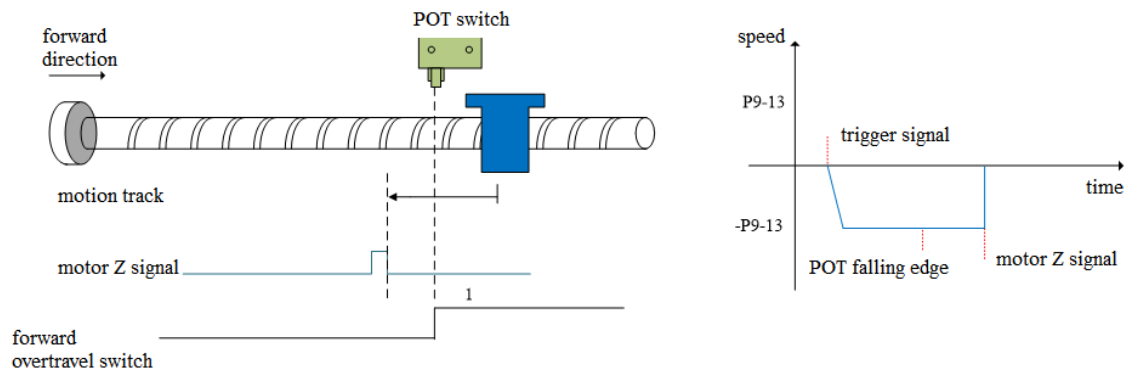 POT switch
forward
direction
motion track
motor Z signal
1
forward
overtravel switch
speed
P9-13
trigger signal
time
-P9-13
POT falling edge
motor Z signal